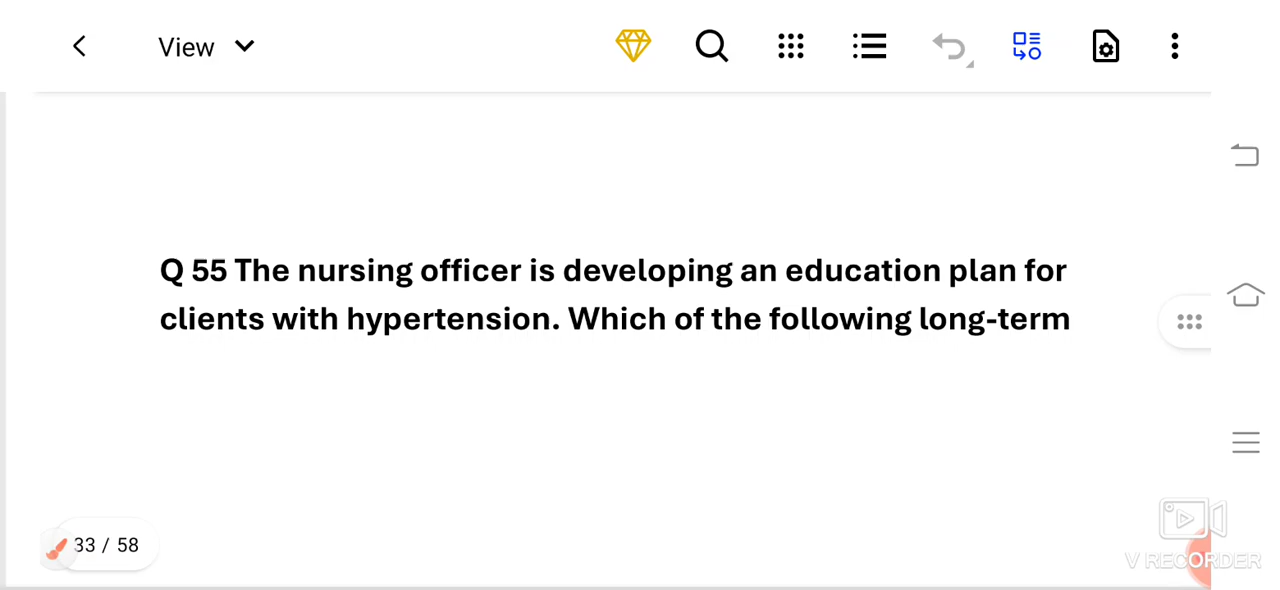 View
Q 55 The nursing officer is developing an education plan for
clients with hypertension. Which of the following long-term
33 / 58
V RECORDER